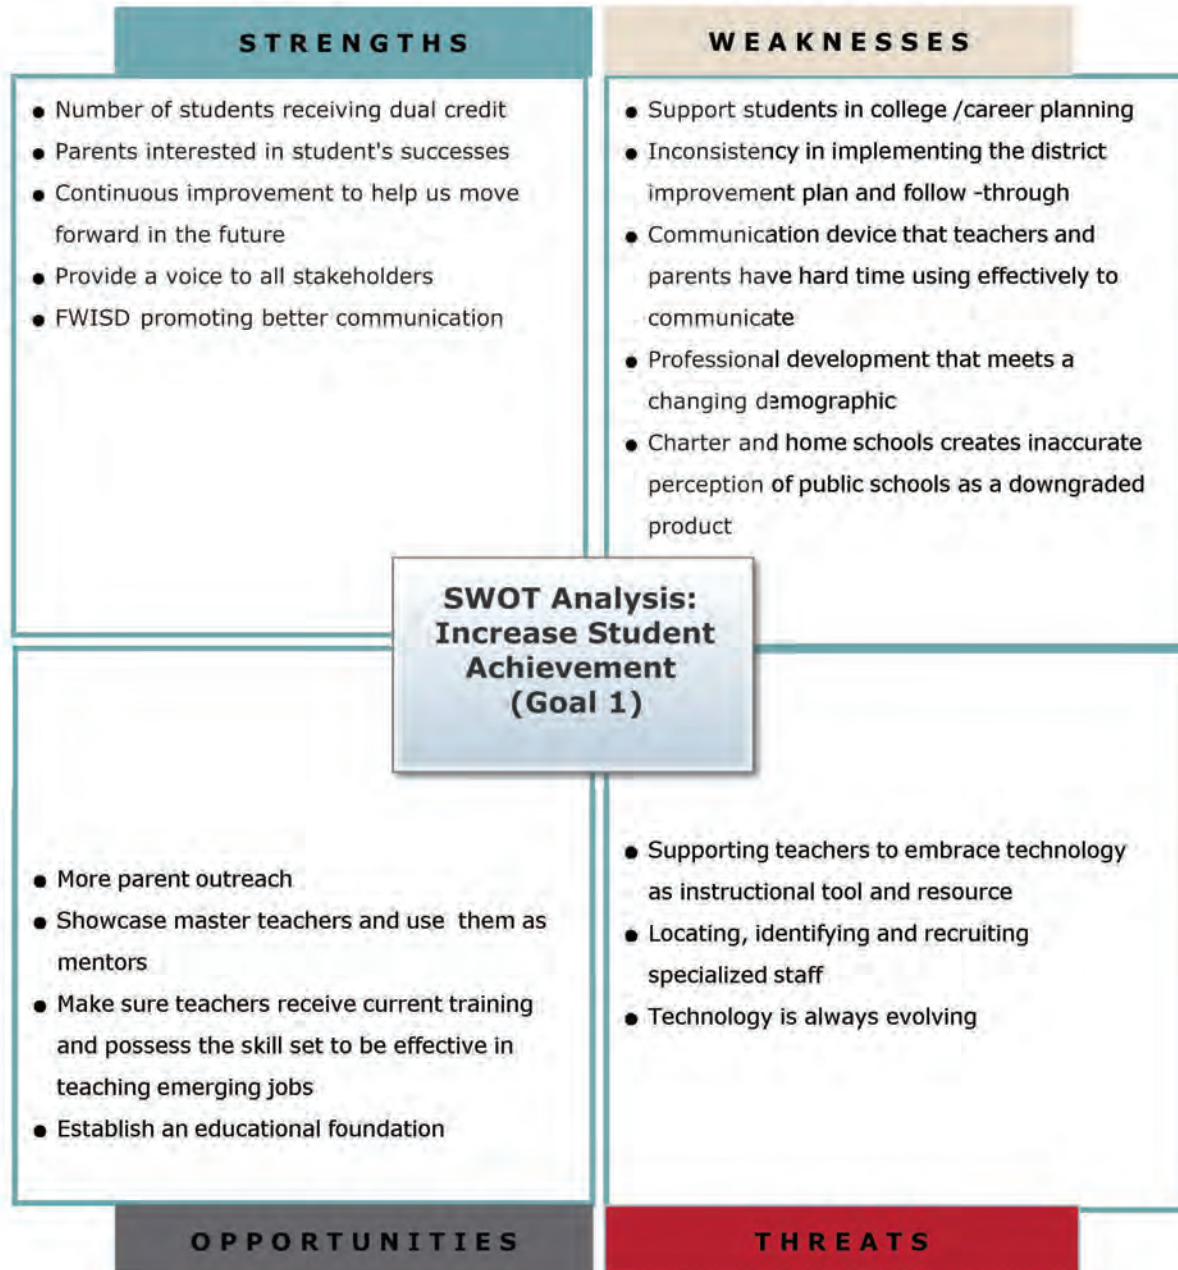 STRENGTHS
● Number of students receiving dual credit
● Parents interested in student's successes
● Continuous improvement to help us move
forward in the future
● Provide a voice to all stakeholders
● FWISD promoting better communication
WEAKNESSES
● Support students in college /career planning
● Inconsistency in implementing the district
improvement plan and follow -through
● Communication device that teachers and
parents have hard time using effectively to
communicate
● Professional development that meets a
changing demographic
● Charter and home schools creates inaccurate
perception of public schools as a downgraded
product
SWOT Analysis:
Increase Student
Achievement
(Goal 1)
● More parent outreach
● Showcase master teachers and use them as
mentors
● Make sure teachers receive current training
and possess the skill set to be effective in
teaching emerging jobs
● Establish an educational foundation
OPPORTUNITIES
● Supporting teachers to embrace technology
as instructional tool and resource
● Locating, identifying and recruiting
specialized staff
● Technology is always evolving
THREATS